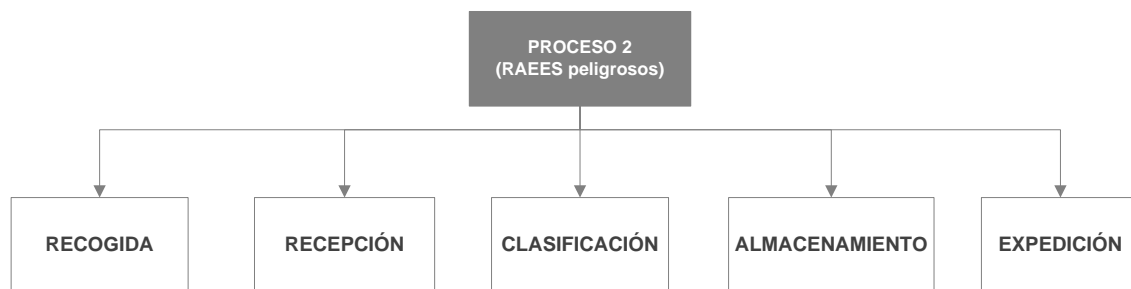 PROCESO 2
(RAEES peligrosos)
RECOGIDA
RECEPCIÓN
CLASIFICACIÓN
ALMACENAMIENTO
EXPEDICIÓN